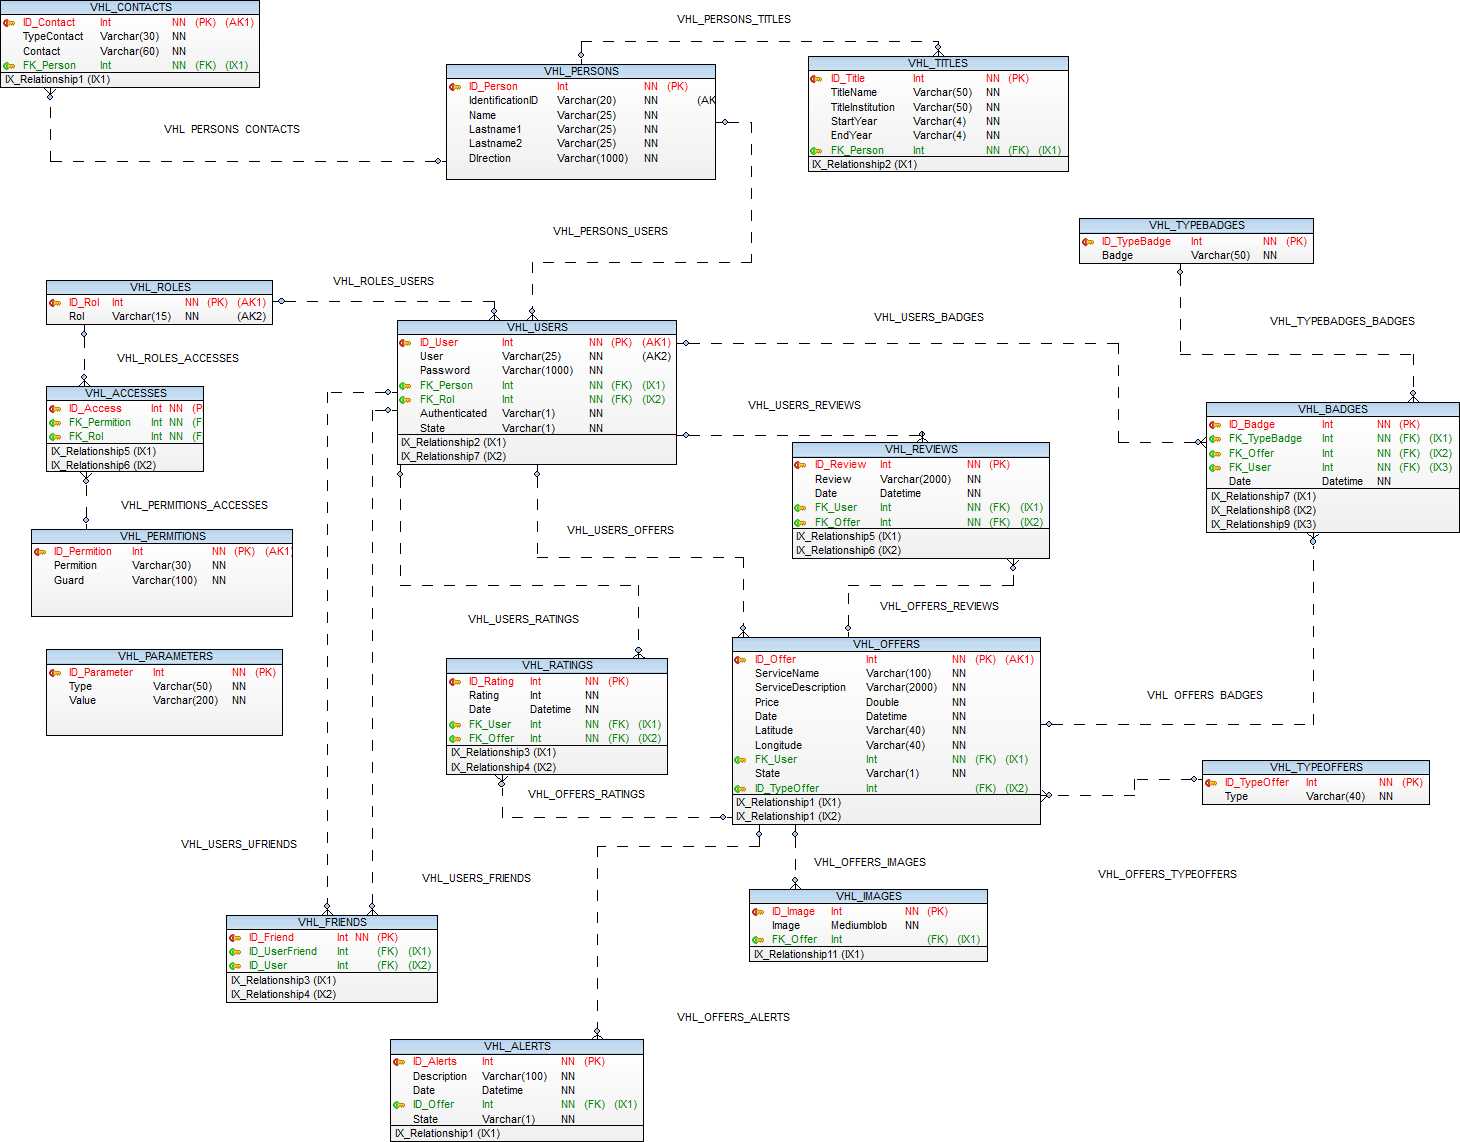 VHL_CONTACTS
ID_Contact Int NN (PK) (AK1)
TypeContact Varchar(30) NN
Contact Varchar(60) NN
FK_Person Int NN (FK) (IX1)
IX_Relationship1 (IX1)
VHL_PERSONS_TITLES
VHL_PERSONS
ID_Person Int NN (PK)
IdentificationID Varchar(20) NN (AK
Name Varchar(25) NN
Lastname1 Varchar(25) NN
Lastname2 Varchar(25) NN
DIrection Varchar(1000) NN
VHL_TITLES
ID_Title Int NN (PK)
TitleName Varchar(50) NN
TitleInstitution Varchar(50) NN
StartYear Varchar(4) NN
EndYear Varchar(4) NN
FK_Person Int NN (FK) (IX1)
IX_Relationship2 (IX1)
VHL_PERSONS_CONTACTS
VHL_PERSONS_USERS
VHL_TYPEBADGES
ID_TypeBadge Int NN (PK)
Badge Varchar(50) NN
VHL_ROLES
ID_Rol Int NN (PK) (AK1)
Rol Varchar(15) NN (AK2)
VHL_ROLES_USERS
VHL_USERS
ID_User Int NN (PK) (AK1)
User Varchar(25) NN (AK2)
Password Varchar(1000) NN
FK_Person Int NN (FK) (IX1)
FK_Rol Int NN (FK) (IX2)
Authenticated Varchar(1) NN
State Varchar(1) NN
IX_Relationship2 (IX1)
IX_Relationship7 (IX2)
VHL_USERS_BADGES
VHL_TYPEBADGES_BADGES
VHL_ROLES_ACCESSES
VHL_ACCESSES
ID_Access Int NN (P
FK_Permition Int NN (F
FK_Rol Int NN (F
IX_Relationship5 (IX1)
IX_Relationship6 (IX2)
VHL_USERS_REVIEWS
VHL_BADGES
ID_Badge Int NN (PK)
FK_TypeBadge Int NN (FK) (IX1)
FK_Offer Int NN (FK) (IX2)
FK_User Int NN (FK) (IX3)
Date Datetime NN
IX_Relationship7 (IX1)
IX_Relationship8 (IX2)
IX_Relationship9 (IX3)
VHL_REVIEWS
ID_Review Int NN (PK)
Review Varchar(2000) NN
Date Datetime NN
FK_User Int NN (FK) (IX1)
FK_Offer Int NN (FK) (IX2)
IX_Relationship5 (IX1)
IX_Relationship6 (IX2)
VHL_PERMITIONS_ACCESSES
VHL_USERS_OFFERS
VHL_PERMITIONS
ID_Permition Int NN (PK) (AK1)
Permition Varchar(30) NN
Guard Varchar(100) NN
VHL_OFFERS_REVIEWS
VHL_USERS_RATINGS
VHL_PARAMETERS
ID_Parameter Int NN (PK)
Type Varchar(50) NN
Value Varchar(200) NN
VHL_RATINGS
ID_Rating Int NN (PK)
Rating Int NN
Date Datetime NN
FK_User Int NN (FK) (IX1)
FK_Offer Int NN (FK) (IX2)
IX_Relationship3 (IX1)
IX_Relationship4 (IX2)
VHL_OFFERS
ID_Offer Int NN (PK) (AK1)
ServiceName Varchar(100) NN
ServiceDescription Varchar(2000) NN
Price Double NN
Date Datetime NN
Latitude Varchar(40) NN
Longitude Varchar(40) NN
FK_User Int NN (FK) (IX1)
State Varchar(1) NN
ID_TypeOffer Int (FK) (IX2)
IX_Relationship1 (IX1)
IX_Relationship1 (IX2)
VHL_OFFERS_BADGES
VHL_TYPEOFFERS
ID_TypeOffer Int NN (PK)
Type Varchar(40) NN
VHL_OFFERS_RATINGS
VHL_USERS_UFRIENDS
VHL_USERS_FRIENDS
VHL_OFFERS_IMAGES
VHL_OFFERS_TYPEOFFERS
VHL_IMAGES
ID_Image Int NN (PK)
Image Mediumblob NN
FK_Offer Int (FK) (IX1)
IX_Relationship11 (IX1)
VHL_FRIENDS
ID_Friend Int NN (PK)
ID_UserFriend Int (FK) (IX1)
ID_User Int (FK) (IX2)
IX_Relationship3 (IX1)
IX_Relationship4 (IX2)
VHL_OFFERS_ALERTS
VHL_ALERTS
ID_Alerts Int NN (PK)
Description Varchar(100) NN
Date Datetime NN
ID_Offer Int NN (FK) (IX1)
State Varchar(1) NN
IX_Relationship1 (IX1)